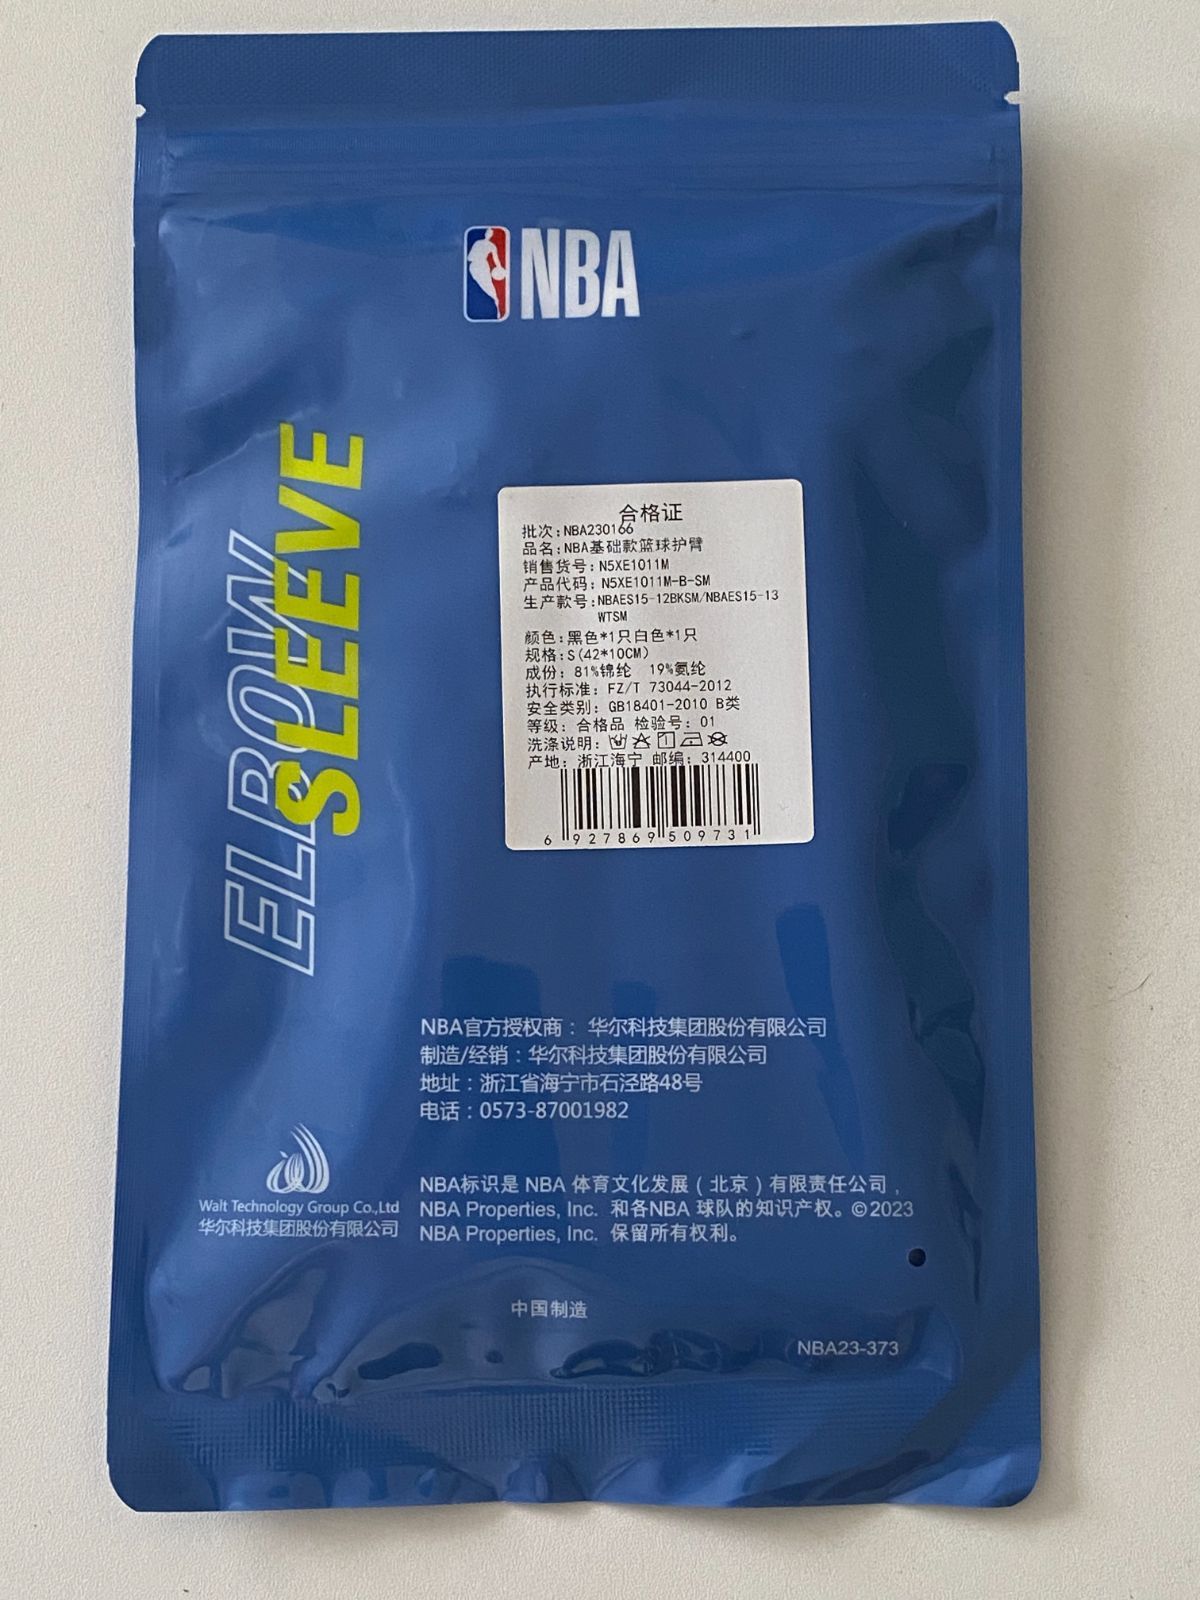 NBA
ELBOW
SLEEVE
合格证
批次:NBA230166
品名:NBA基础款篮球护臂
销售货号: N5XE1011M
产品代码: N5XE1011M-B-SM
生产款号:NBAES15-12BKSM/NBAES15-13
WTSM
颜色:黑色*1只白色*1只
规格:S(42*10CM)
成份: 81%锦纶 19%氨纶
执行标准: FZ/T 73044-2012
安全类别: GB18401-2010 B类
等级: 合格品 检验号: 01
洗涤说明:
产地: 浙江海宁 邮编: 314400
6 927869 509731
NBA官方授权商： 华尔科技集团股份有限公司
制造/经销：华尔科技集团股份有限公司
地址：浙江省海宁市石泾路48号
电话：0573-87001982
Walt Technology Group Co.,Ltd
华尔科技集团股份有限公司
NBA标识是 NBA 体育文化发展（北京）有限责任公司，
NBA Properties, Inc. 和各NBA 球队的知识产权。©2023
NBA Properties, Inc. 保留所有权利。
中国制造
NBA23-373